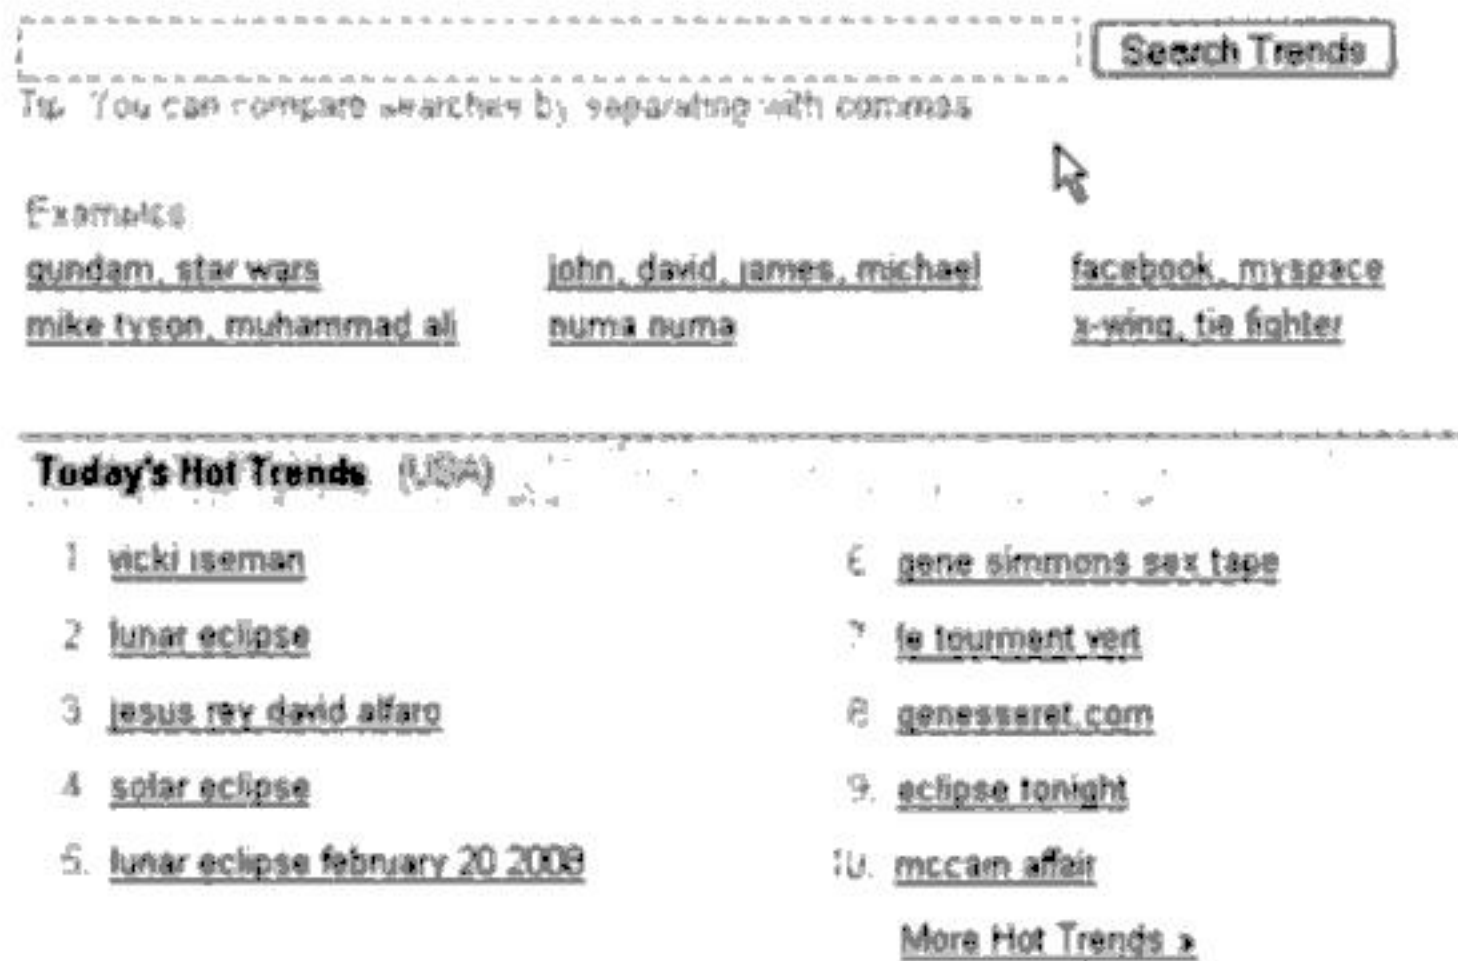 Search Trends
Tip You can compare searches by separating with commas
Examples
gundam, star wars
john, david, james, michael
facebook, myspace
mike tyson, muhammad ali
numa numa
x-wing, tie fighter
Today's Hot Trends (USA)
1 vicki iseman
2 lunar eclipse
3 jesus rey david alfaro
4 solar eclipse
5. lunar eclipse february 20 2008
6 gene simmons sex tape
7 le tourment vert
8 genesseret.com
9. eclipse tonight
10. mccain affair
More Hot Trends »